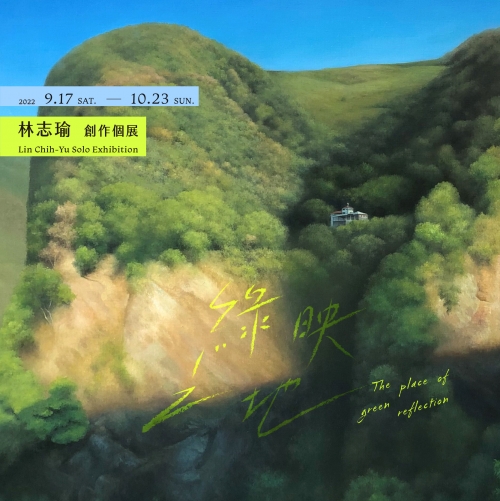 2022 9.17 SAT. — 10.23 SUN.
林志瑜 創作個展
Lin Chih-Yu Solo Exhibition
綠映
之地
The place of
green reflection